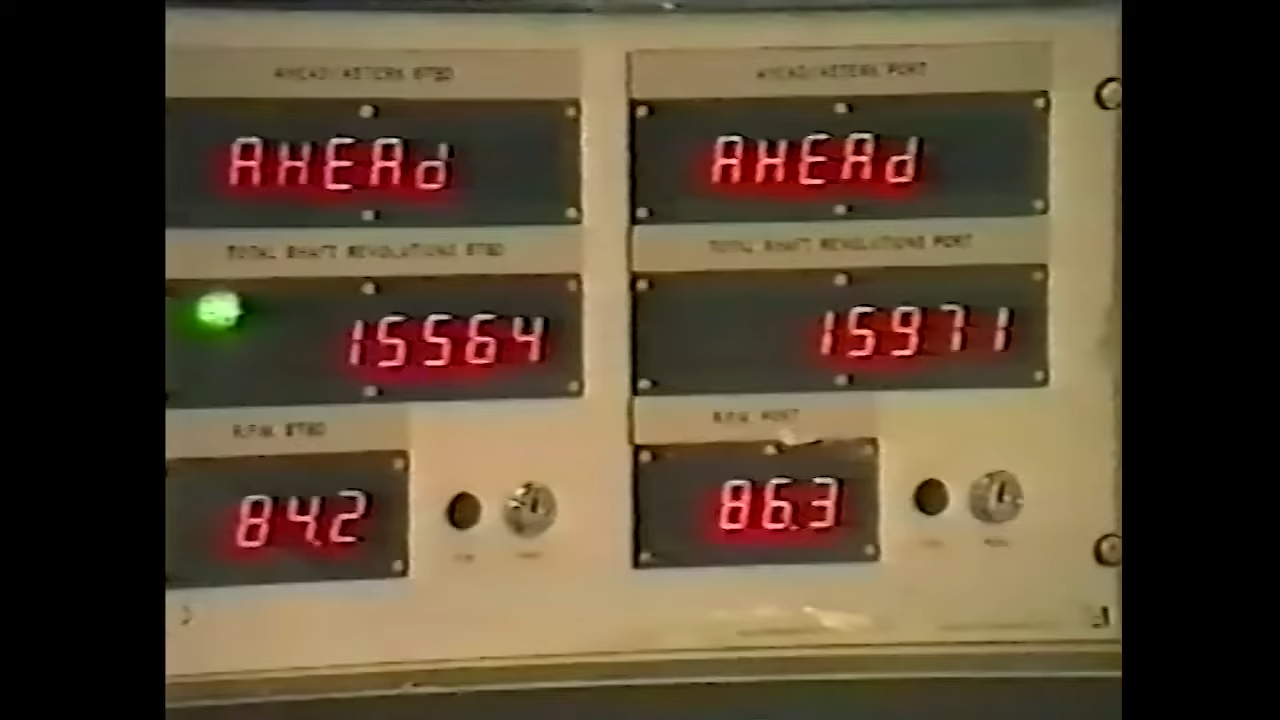 AHEAD/ASTERN STBD
AHEAD/ASTERN PORT
AHEAd
AHEAd
TOTAL SHAFT REVOLUTIONS STBD
TOTAL SHAFT REVOLUTIONS PORT
15564
15971
R.P.M. STBD
R.P.M. PORT
84.2
86.3